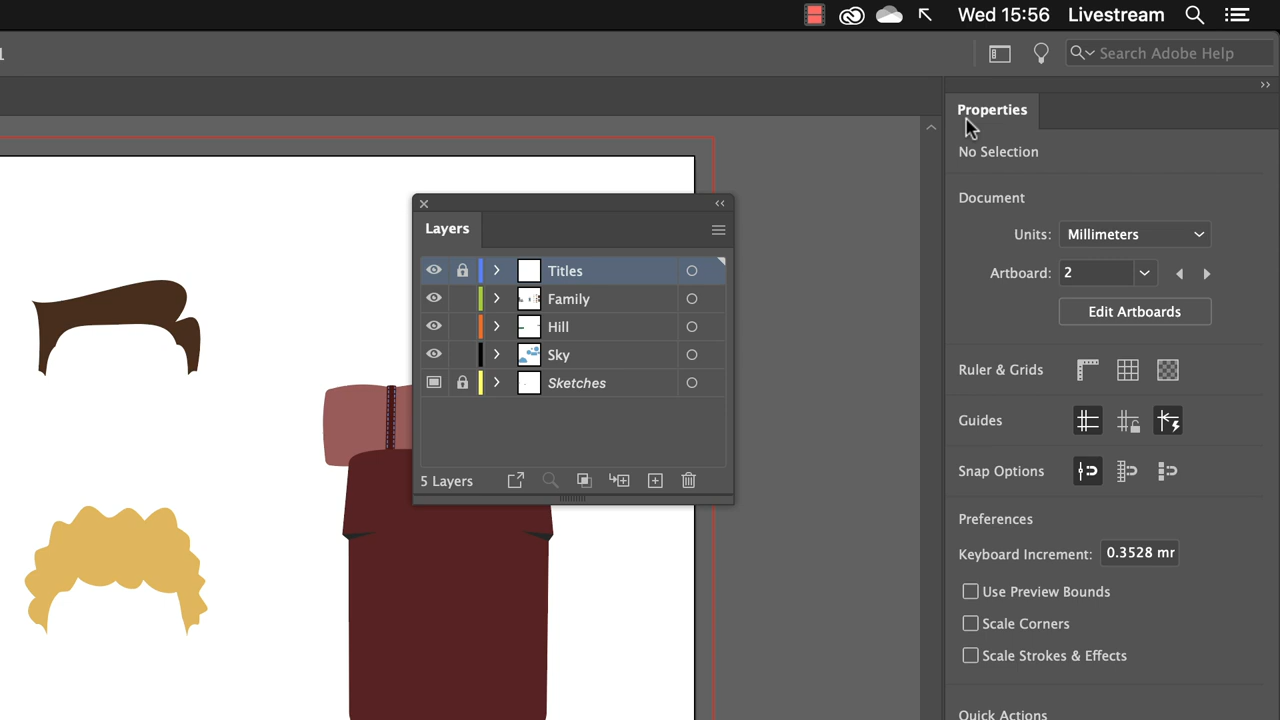 Wed 15:56 Livestream
Search Adobe Help
Properties
No Selection
Document
Units: Millimeters
Artboard: 2
Edit Artboards
Ruler & Grids
Guides
Snap Options
Preferences
Keyboard Increment: 0.3528 mr
Use Preview Bounds
Scale Corners
Scale Strokes & Effects
Quick Actions
Layers
Titles
Family
Hill
Sky
Sketches
5 Layers